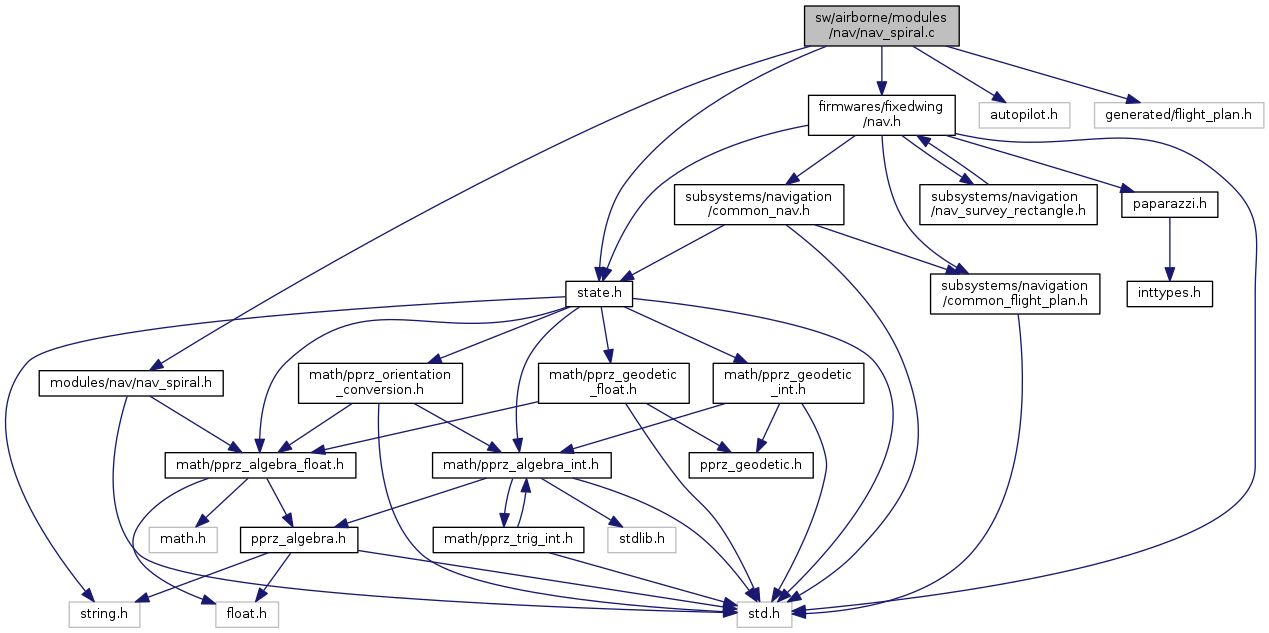 sw/airborne/modules
/nav/nav_spiral.c
firmwares/fixedwing
/nav.h
autopilot.h
generated/flight_plan.h
subsystems/navigation
/common_nav.h
subsystems/navigation
/nav_survey_rectangle.h
paparazzi.h
state.h
subsystems/navigation
/common_flight_plan.h
inttypes.h
modules/nav/nav_spiral.h
math/pprz_orientation
_conversion.h
math/pprz_geodetic
_float.h
math/pprz_geodetic
_int.h
math/pprz_algebra_float.h
math/pprz_algebra_int.h
pprz_geodetic.h
math.h
pprz_algebra.h
math/pprz_trig_int.h
stdlib.h
string.h
float.h
std.h